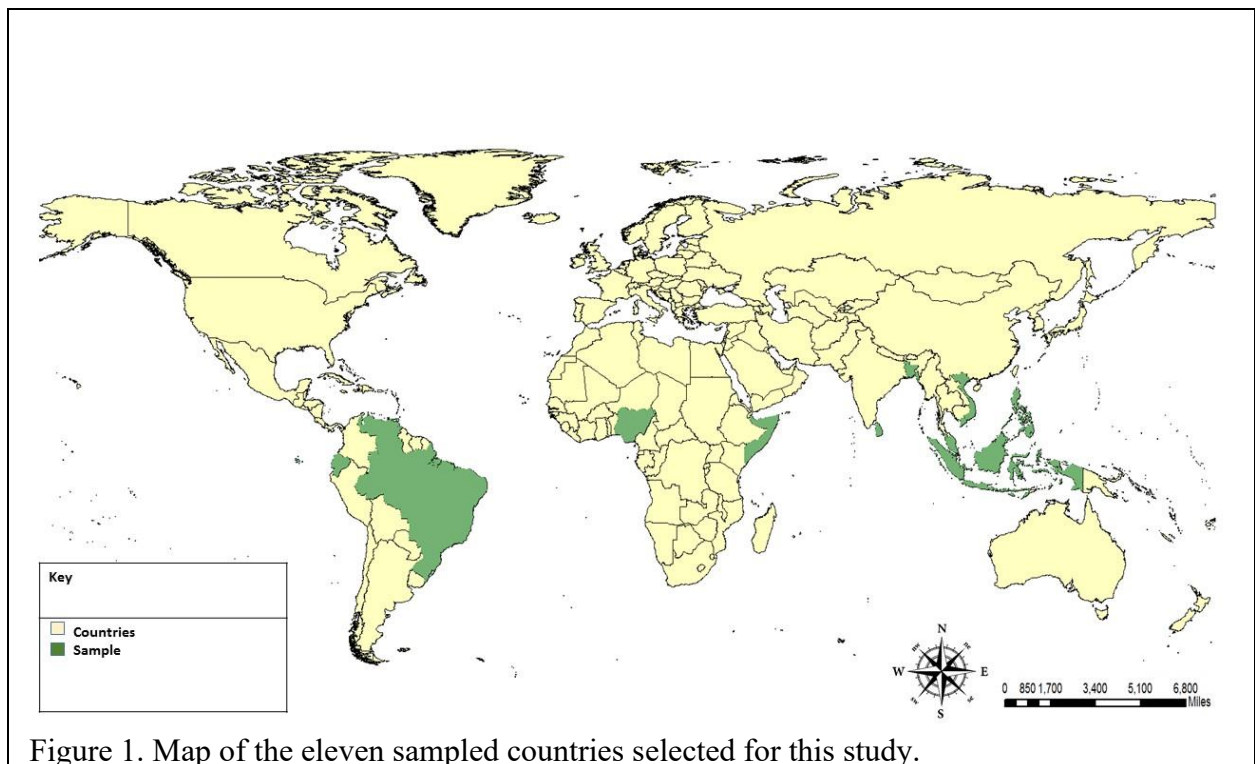 Key
Countries
Sample
N
W E
S
0 850 1,700 3,400 5,100 6,800
Miles
Figure 1. Map of the eleven sampled countries selected for this study.